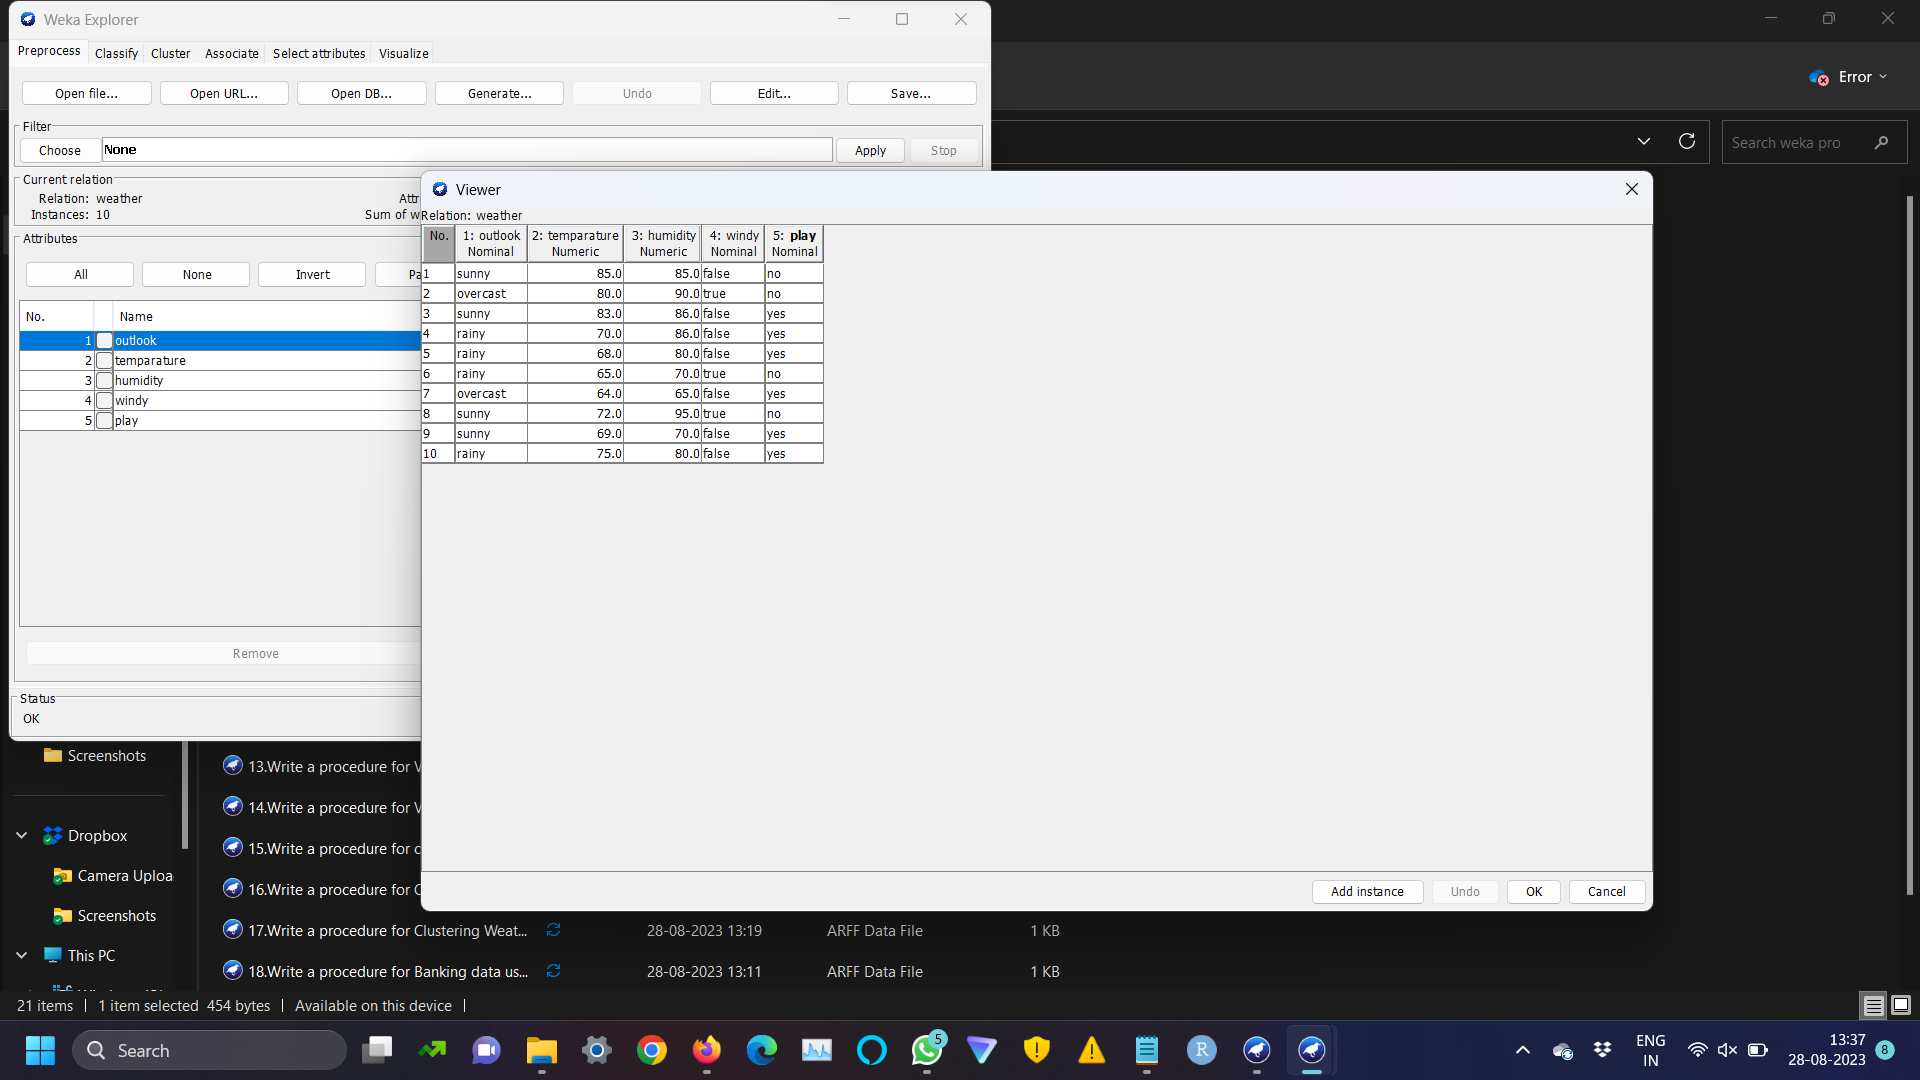 Weka Explorer
Preprocess Classify Cluster Associate Select attributes Visualize
Open file... Open URL... Open DB... Generate... Undo Edit... Save...
Filter
Choose None Apply Stop
Current relation
Relation: weather Attr
Instances: 10 Sum of w
Attributes
All None Invert Pa
No. Name
1 outlook
2 temparature
3 humidity
4 windy
5 play
Remove
Status
OK
Error
Search weka pro
Viewer
Relation: weather
No. 1: outlook 2: temparature 3: humidity 4: windy 5: play
Nominal Numeric Numeric Nominal Nominal
1 sunny 85.0 85.0 false no
2 overcast 80.0 90.0 true no
3 sunny 83.0 86.0 false yes
4 rainy 70.0 86.0 false yes
5 rainy 68.0 80.0 false yes
6 rainy 65.0 70.0 true no
7 overcast 64.0 65.0 false yes
8 sunny 72.0 95.0 true no
9 sunny 69.0 70.0 false yes
10 rainy 75.0 80.0 false yes
Add instance Undo OK Cancel
Screenshots
Dropbox
Camera Uploa
Screenshots
This PC
13.Write a procedure for V
14.Write a procedure for V
15.Write a procedure for c
16.Write a procedure for C
17.Write a procedure for Clustering Weat... 28-08-2023 13:19 ARFF Data File 1 KB
18.Write a procedure for Banking data us... 28-08-2023 13:11 ARFF Data File 1 KB
21 items 1 item selected 454 bytes Available on this device
Search
5
R
ENG
IN
13:37
28-08-2023
8